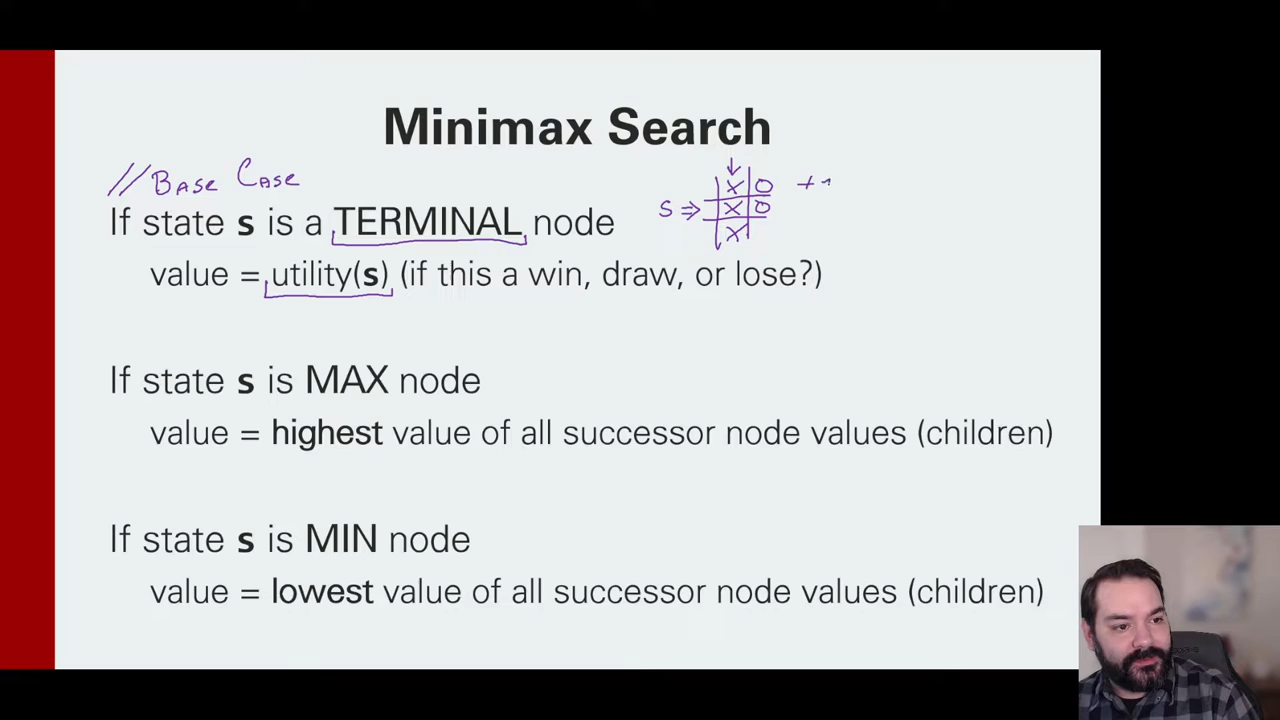 Minimax Search
// Base Case
If state s is a TERMINAL node
value = utility(s) (if this a win, draw, or lose?)
S ⇒
X O
X O
X
If state s is MAX node
value = highest value of all successor node values (children)
If state s is MIN node
value = lowest value of all successor node values (children)